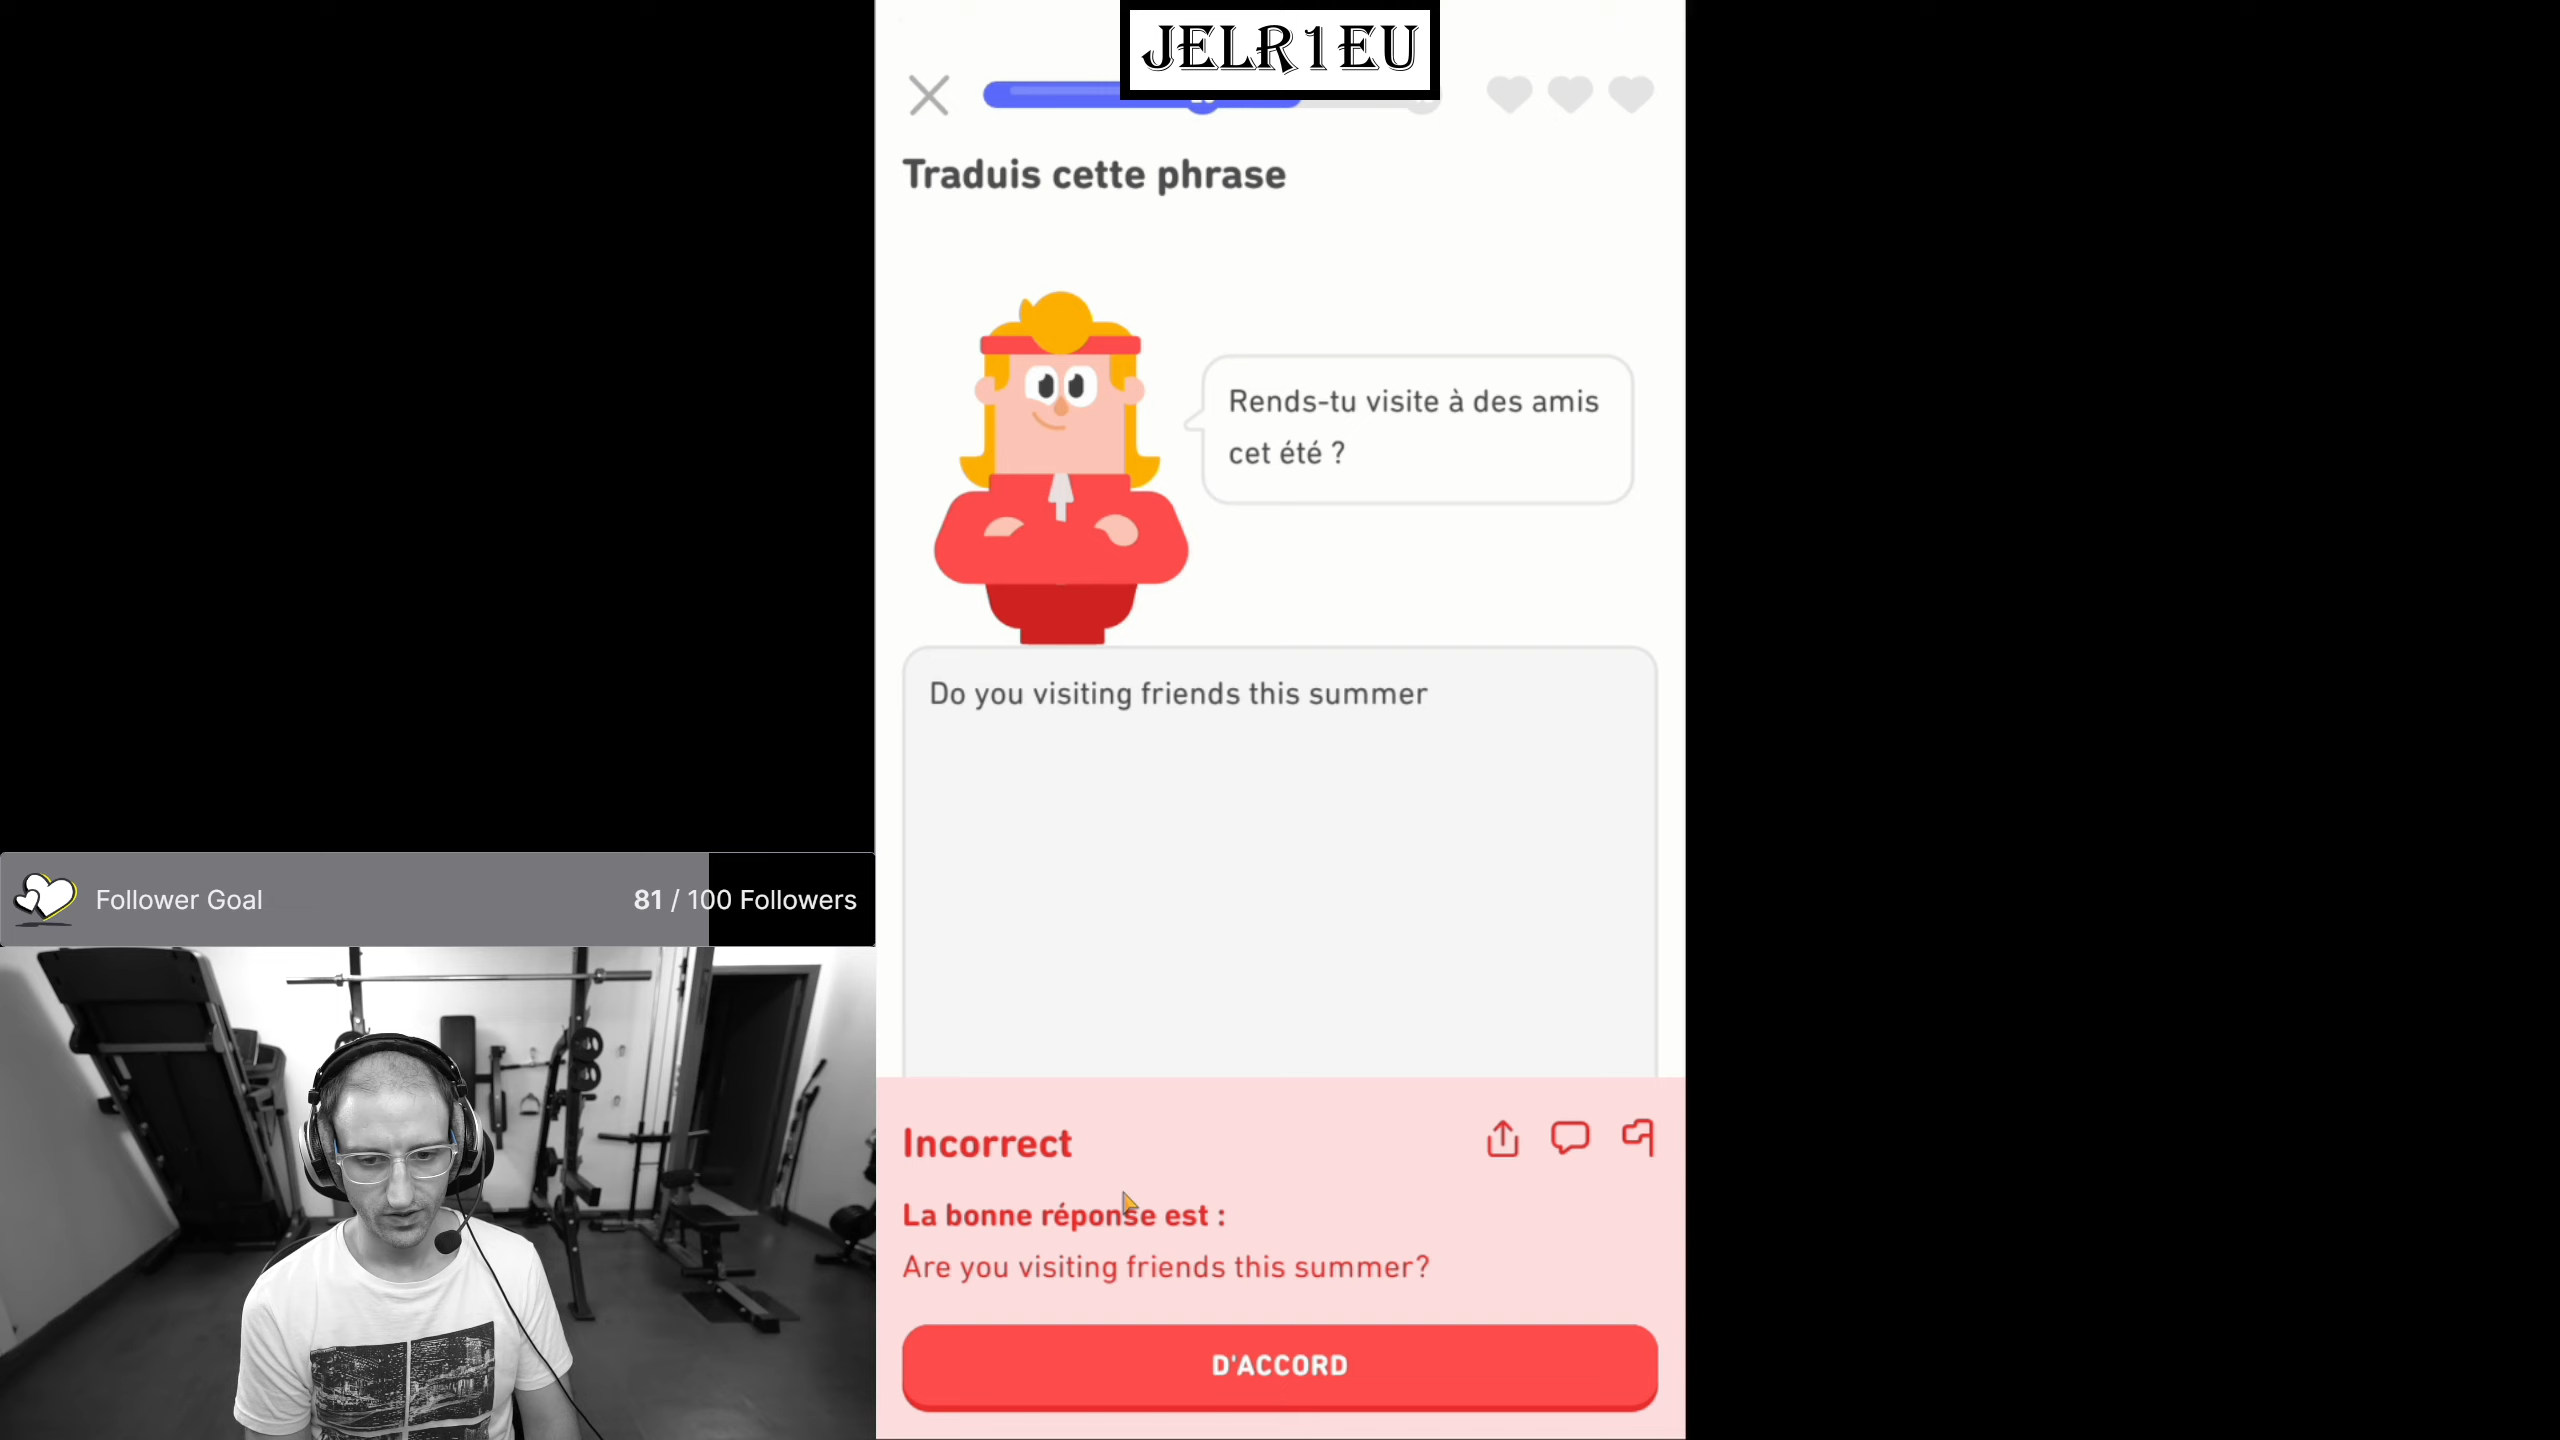 JELR1EU
Traduis cette phrase
Rends-tu visite à des amis
cet été ?
Do you visiting friends this summer
Follower Goal
81 / 100 Followers
Incorrect
La bonne réponse est :
Are you visiting friends this summer?
D'ACCORD